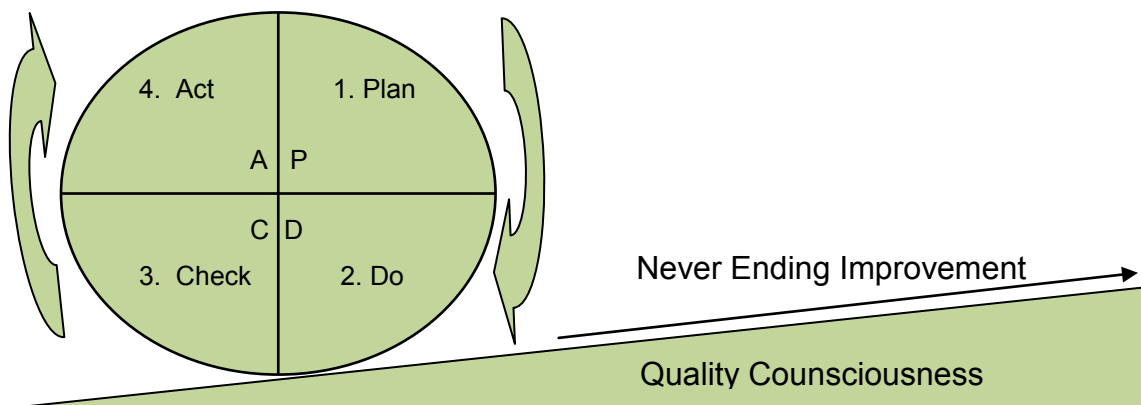 4. Act
1. Plan
A P
C D
3. Check
2. Do
Never Ending Improvement
Quality Counsciousness